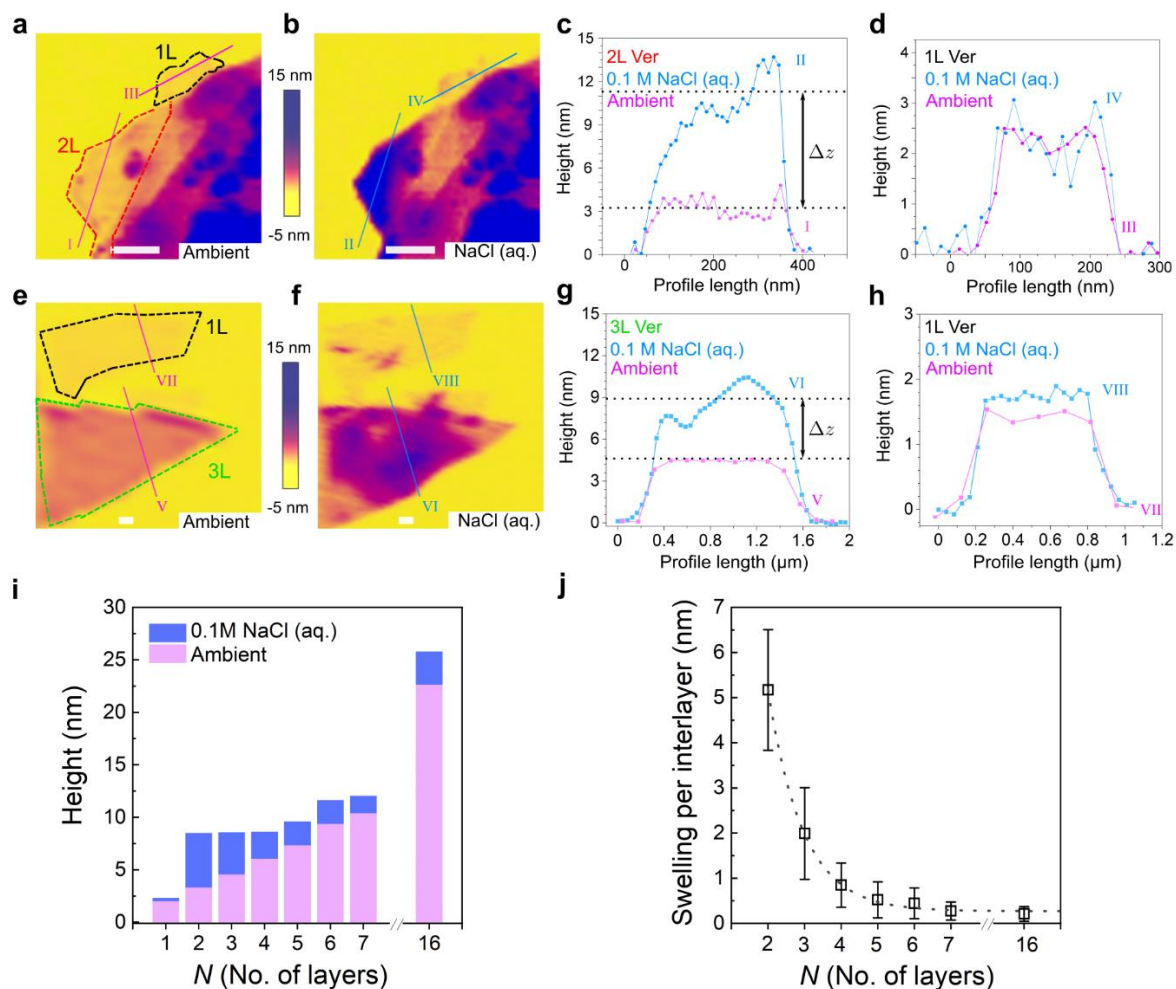 a
1L
III
2L
I
Ambient
15 nm
-5 nm
b
IV
II
NaCl (aq.)
c
2L Ver
0.1 M NaCl (aq.)
Ambient
II
Δz
I
Height (nm)
15
12
9
6
3
0
0 100 200 300 400
Profile length (nm)
d
1L Ver
0.1 M NaCl (aq.)
Ambient
IV
III
Height (nm)
4
3
2
1
0
0 100 200 300
Profile length (nm)
e
1L
VII
3L
V
Ambient
15 nm
-5 nm
f
VIII
VI
NaCl (aq.)
g
3L Ver
0.1 M NaCl (aq.)
Ambient
VI
Δz
V
Height (nm)
15
12
9
6
3
0
0 0.4 0.8 1.2 1.6 2
Profile length (µm)
h
1L Ver
0.1 M NaCl (aq.)
Ambient
VIII
VII
Height (nm)
3
2
1
0
0 0.2 0.4 0.6 0.8 1.0 1.2
Profile length (µm)
i
0.1M NaCl (aq.)
Ambient
Height (nm)
30
25
20
15
10
5
0
1 2 3 4 5 6 7 16
N (No. of layers)
j
Swelling per interlayer (nm)
7
6
5
4
3
2
1
0
2 3 4 5 6 7 16
N (No. of layers)